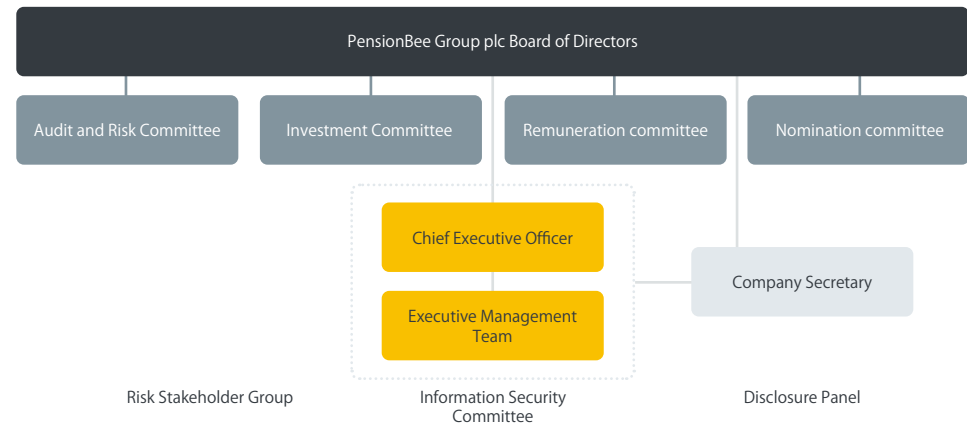 PensionBee Group plc Board of Directors
Audit and Risk Committee
Investment Committee
Remuneration committee
Nomination committee
Chief Executive Officer
Company Secretary
Executive Management
Team
Risk Stakeholder Group
Information Security
Committee
Disclosure Panel